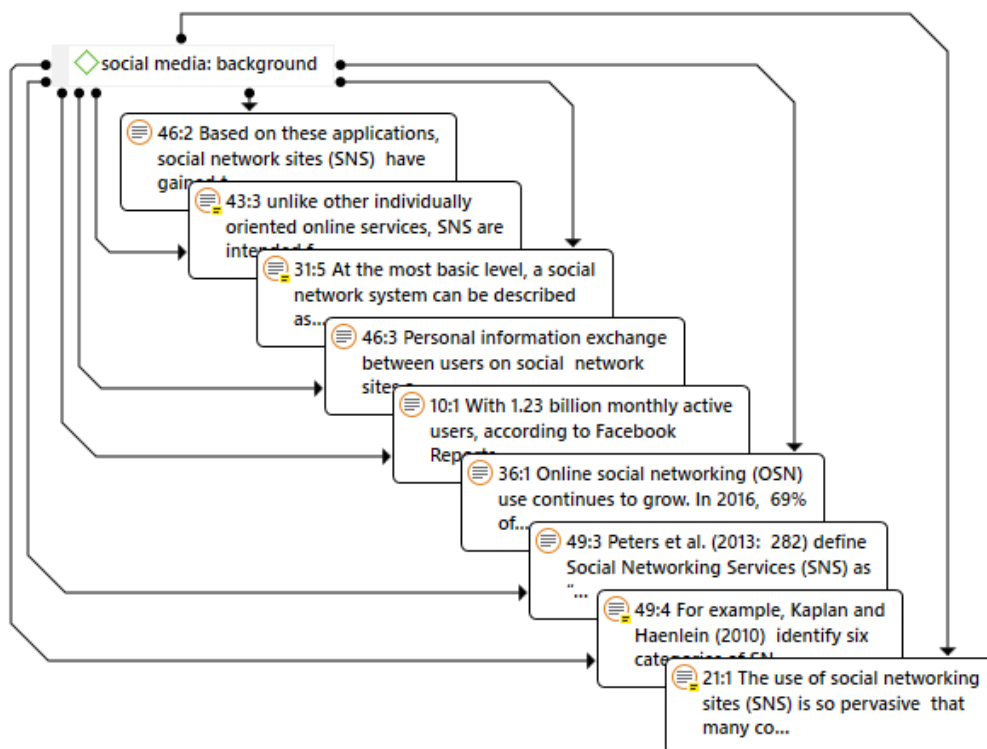 social media: background
46:2 Based on these applications,
social network sites (SNS) have
43:3 unlike other individually
oriented online services, SNS are
31:5 At the most basic level, a social
network system can be described
as...
46:3 Personal information exchange
between users on social network
sites
10:1 With 1.23 billion monthly active
users, according to Facebook
36:1 Online social networking (OSN)
use continues to grow. In 2016, 69%
of...
49:3 Peters et al. (2013: 282) define
Social Networking Services (SNS) as
“...
49:4 For example, Kaplan and
Haenlein (2010) identify six
21:1 The use of social networking
sites (SNS) is so pervasive that
many co...